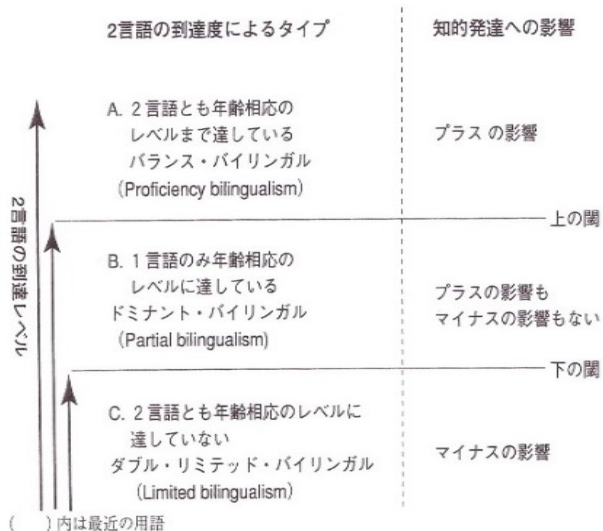 2言語の到達度によるタイプ
知的発達への影響
2言語の到達レベル
A. 2言語とも年齢相応の
レベルまで達している
バランス・バイリンガル
(Proficiency bilingualism)
プラス の影響
上の閾
B. 1言語のみ年齢相応の
レベルに達している
ドミナント・バイリンガル
(Partial bilingualism)
プラスの影響も
マイナスの影響もない
下の閾
C. 2言語とも年齢相応のレベルに
達していない
ダブル・リミテッド・バイリンガル
(Limited bilingualism)
マイナスの影響
(　　)内は最近の用語